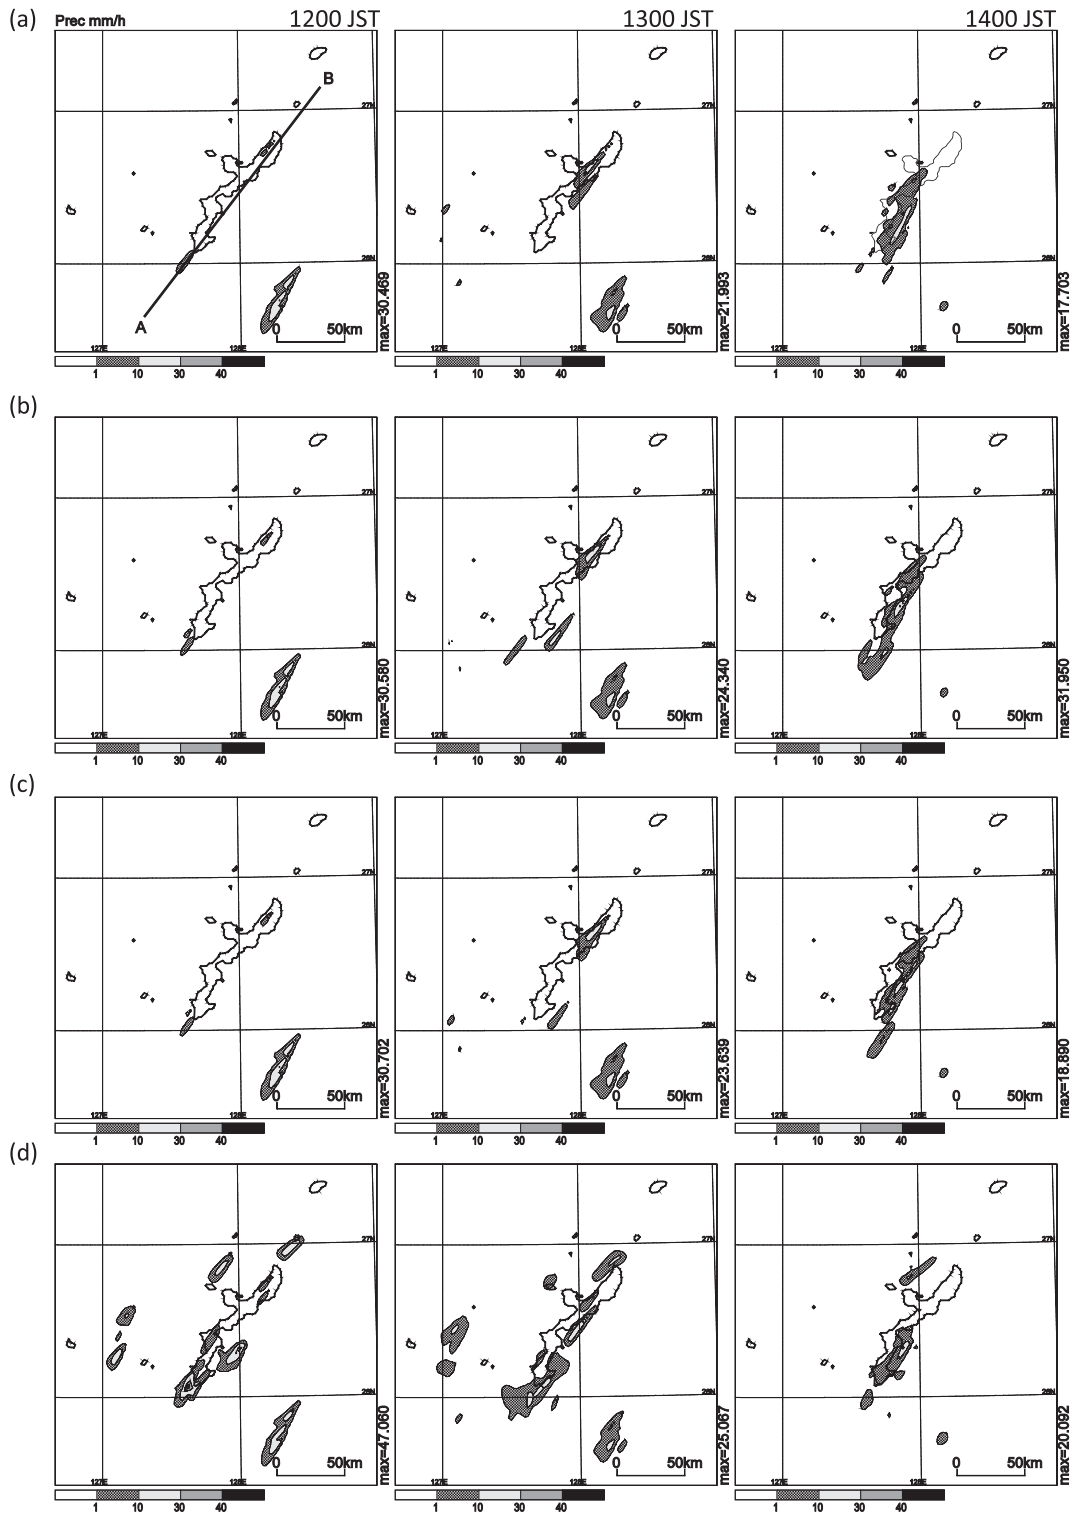 (a) Prec mm/h 1200 JST 1300 JST 1400 JST
B
27N 27N 27N
26N 26N 26N
A
0 50km max=30.469 0 50km max=21.993 0 50km max=17.703
127E 128E 127E 128E 127E 128E
1 10 30 40 1 10 30 40 1 10 30 40
(b)
27N 27N 27N
26N 26N 26N
0 50km max=30.580 0 50km max=24.340 0 50km max=31.950
127E 128E 127E 128E 127E 128E
1 10 30 40 1 10 30 40 1 10 30 40
(c)
27N 27N 27N
26N 26N 26N
0 50km max=30.702 0 50km max=23.639 0 50km max=18.890
127E 128E 127E 128E 127E 128E
1 10 30 40 1 10 30 40 1 10 30 40
(d)
27N 27N 27N
26N 26N 26N
0 50km max=47.060 0 50km max=25.067 0 50km max=20.092
127E 128E 127E 128E 127E 128E
1 10 30 40 1 10 30 40 1 10 30 40